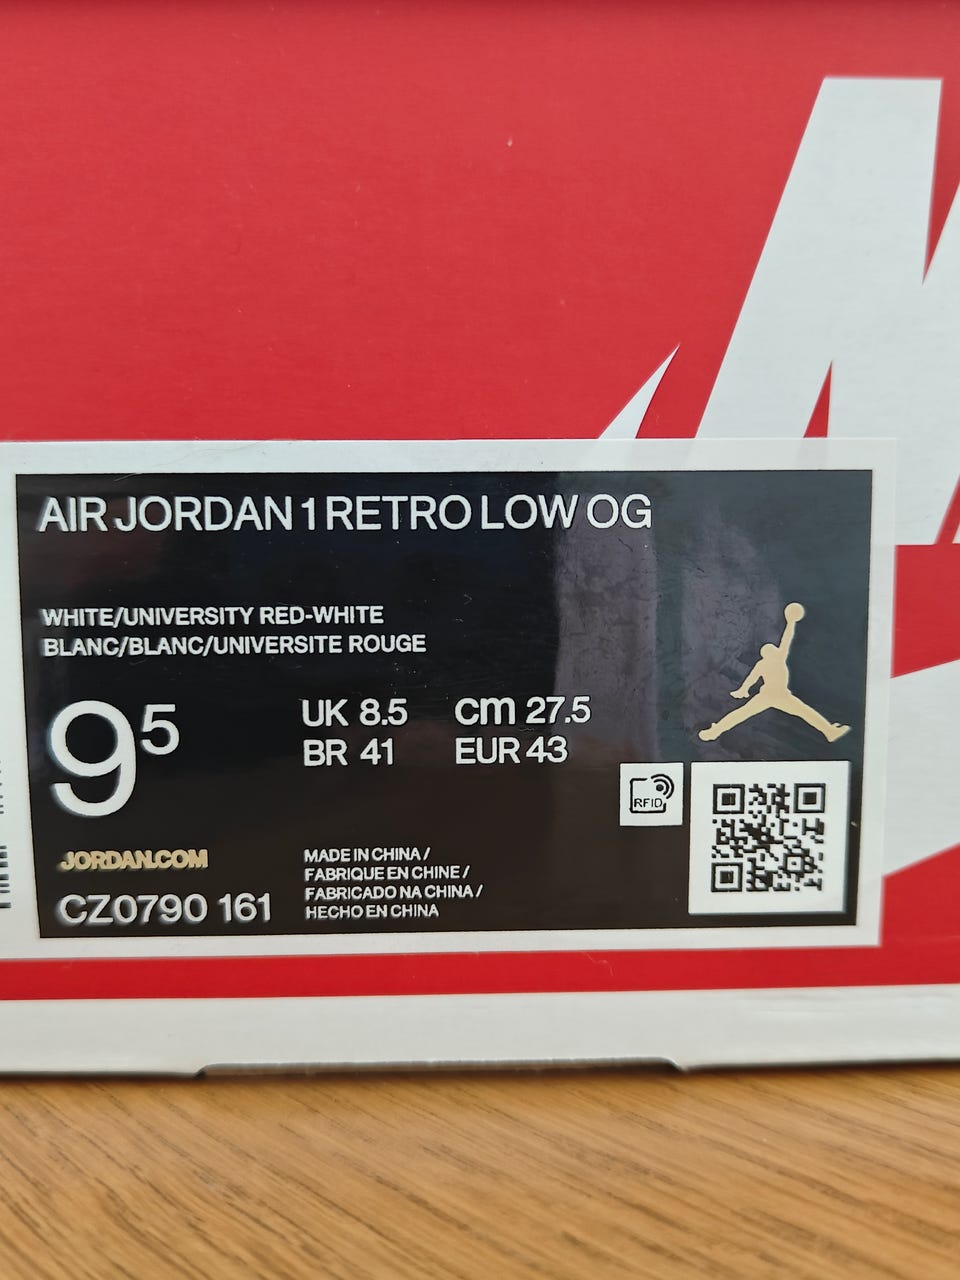 AIR JORDAN 1 RETRO LOW OG
WHITE/UNIVERSITY RED-WHITE
BLANC/BLANC/UNIVERSITE ROUGE
9⁵
UK 8.5 cm 27.5
BR 41 EUR 43
RFID
JORDAN.COM
CZ0790 161
MADE IN CHINA /
FABRIQUE EN CHINE /
FABRICADO NA CHINA /
HECHO EN CHINA